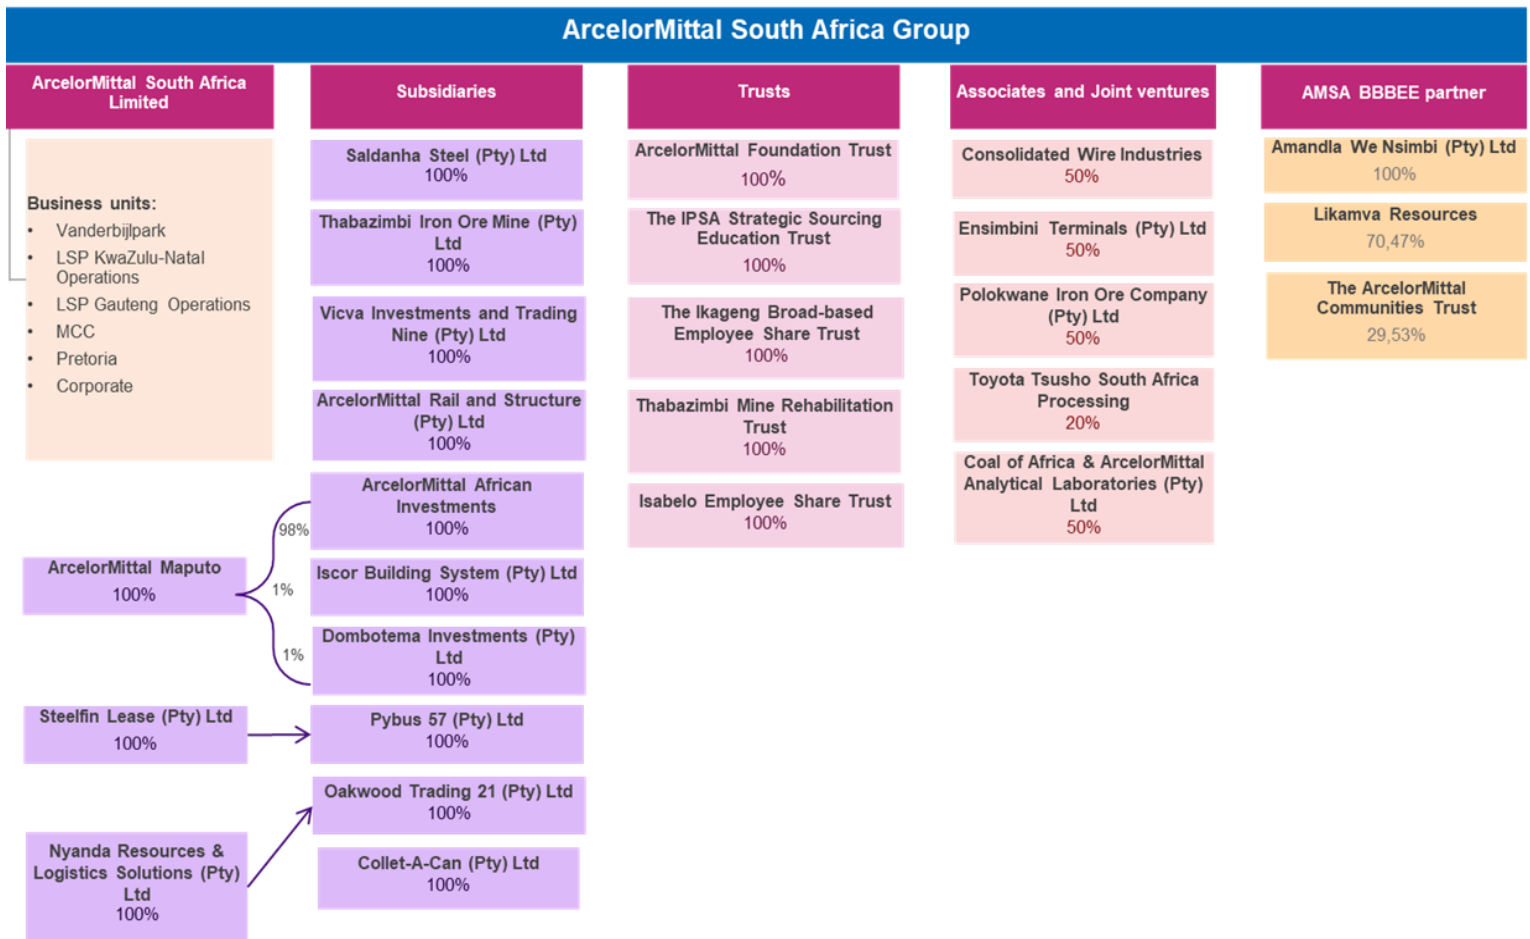 ArcelorMittal South Africa Group
ArcelorMittal South Africa
Limited
Business units:
• Vanderbijlpark
• LSP KwaZulu-Natal
Operations
• LSP Gauteng Operations
• MCC
• Pretoria
• Corporate
ArcelorMittal Maputo
100%
98%
1%
1%
Steelfin Lease (Pty) Ltd
100%
Nyanda Resources &
Logistics Solutions (Pty)
Ltd
100%
Subsidiaries
Saldanha Steel (Pty) Ltd
100%
Thabazimbi Iron Ore Mine (Pty)
Ltd
100%
Vicva Investments and Trading
Nine (Pty) Ltd
100%
ArcelorMittal Rail and Structure
(Pty) Ltd
100%
ArcelorMittal African
Investments
100%
Iscor Building System (Pty) Ltd
100%
Dombotema Investments (Pty)
Ltd
100%
Pybus 57 (Pty) Ltd
100%
Oakwood Trading 21 (Pty) Ltd
100%
Collet-A-Can (Pty) Ltd
100%
Trusts
ArcelorMittal Foundation Trust
100%
The IPSA Strategic Sourcing
Education Trust
100%
The Ikageng Broad-based
Employee Share Trust
100%
Thabazimbi Mine Rehabilitation
Trust
100%
Isabelo Employee Share Trust
100%
Associates and Joint ventures
Consolidated Wire Industries
50%
Ensimbini Terminals (Pty) Ltd
50%
Polokwane Iron Ore Company
(Pty) Ltd
50%
Toyota Tsusho South Africa
Processing
20%
Coal of Africa & ArcelorMittal
Analytical Laboratories (Pty)
Ltd
50%
AMSA BBBEE partner
Amandla We Nsimbi (Pty) Ltd
100%
Likamva Resources
70,47%
The ArcelorMittal
Communities Trust
29,53%